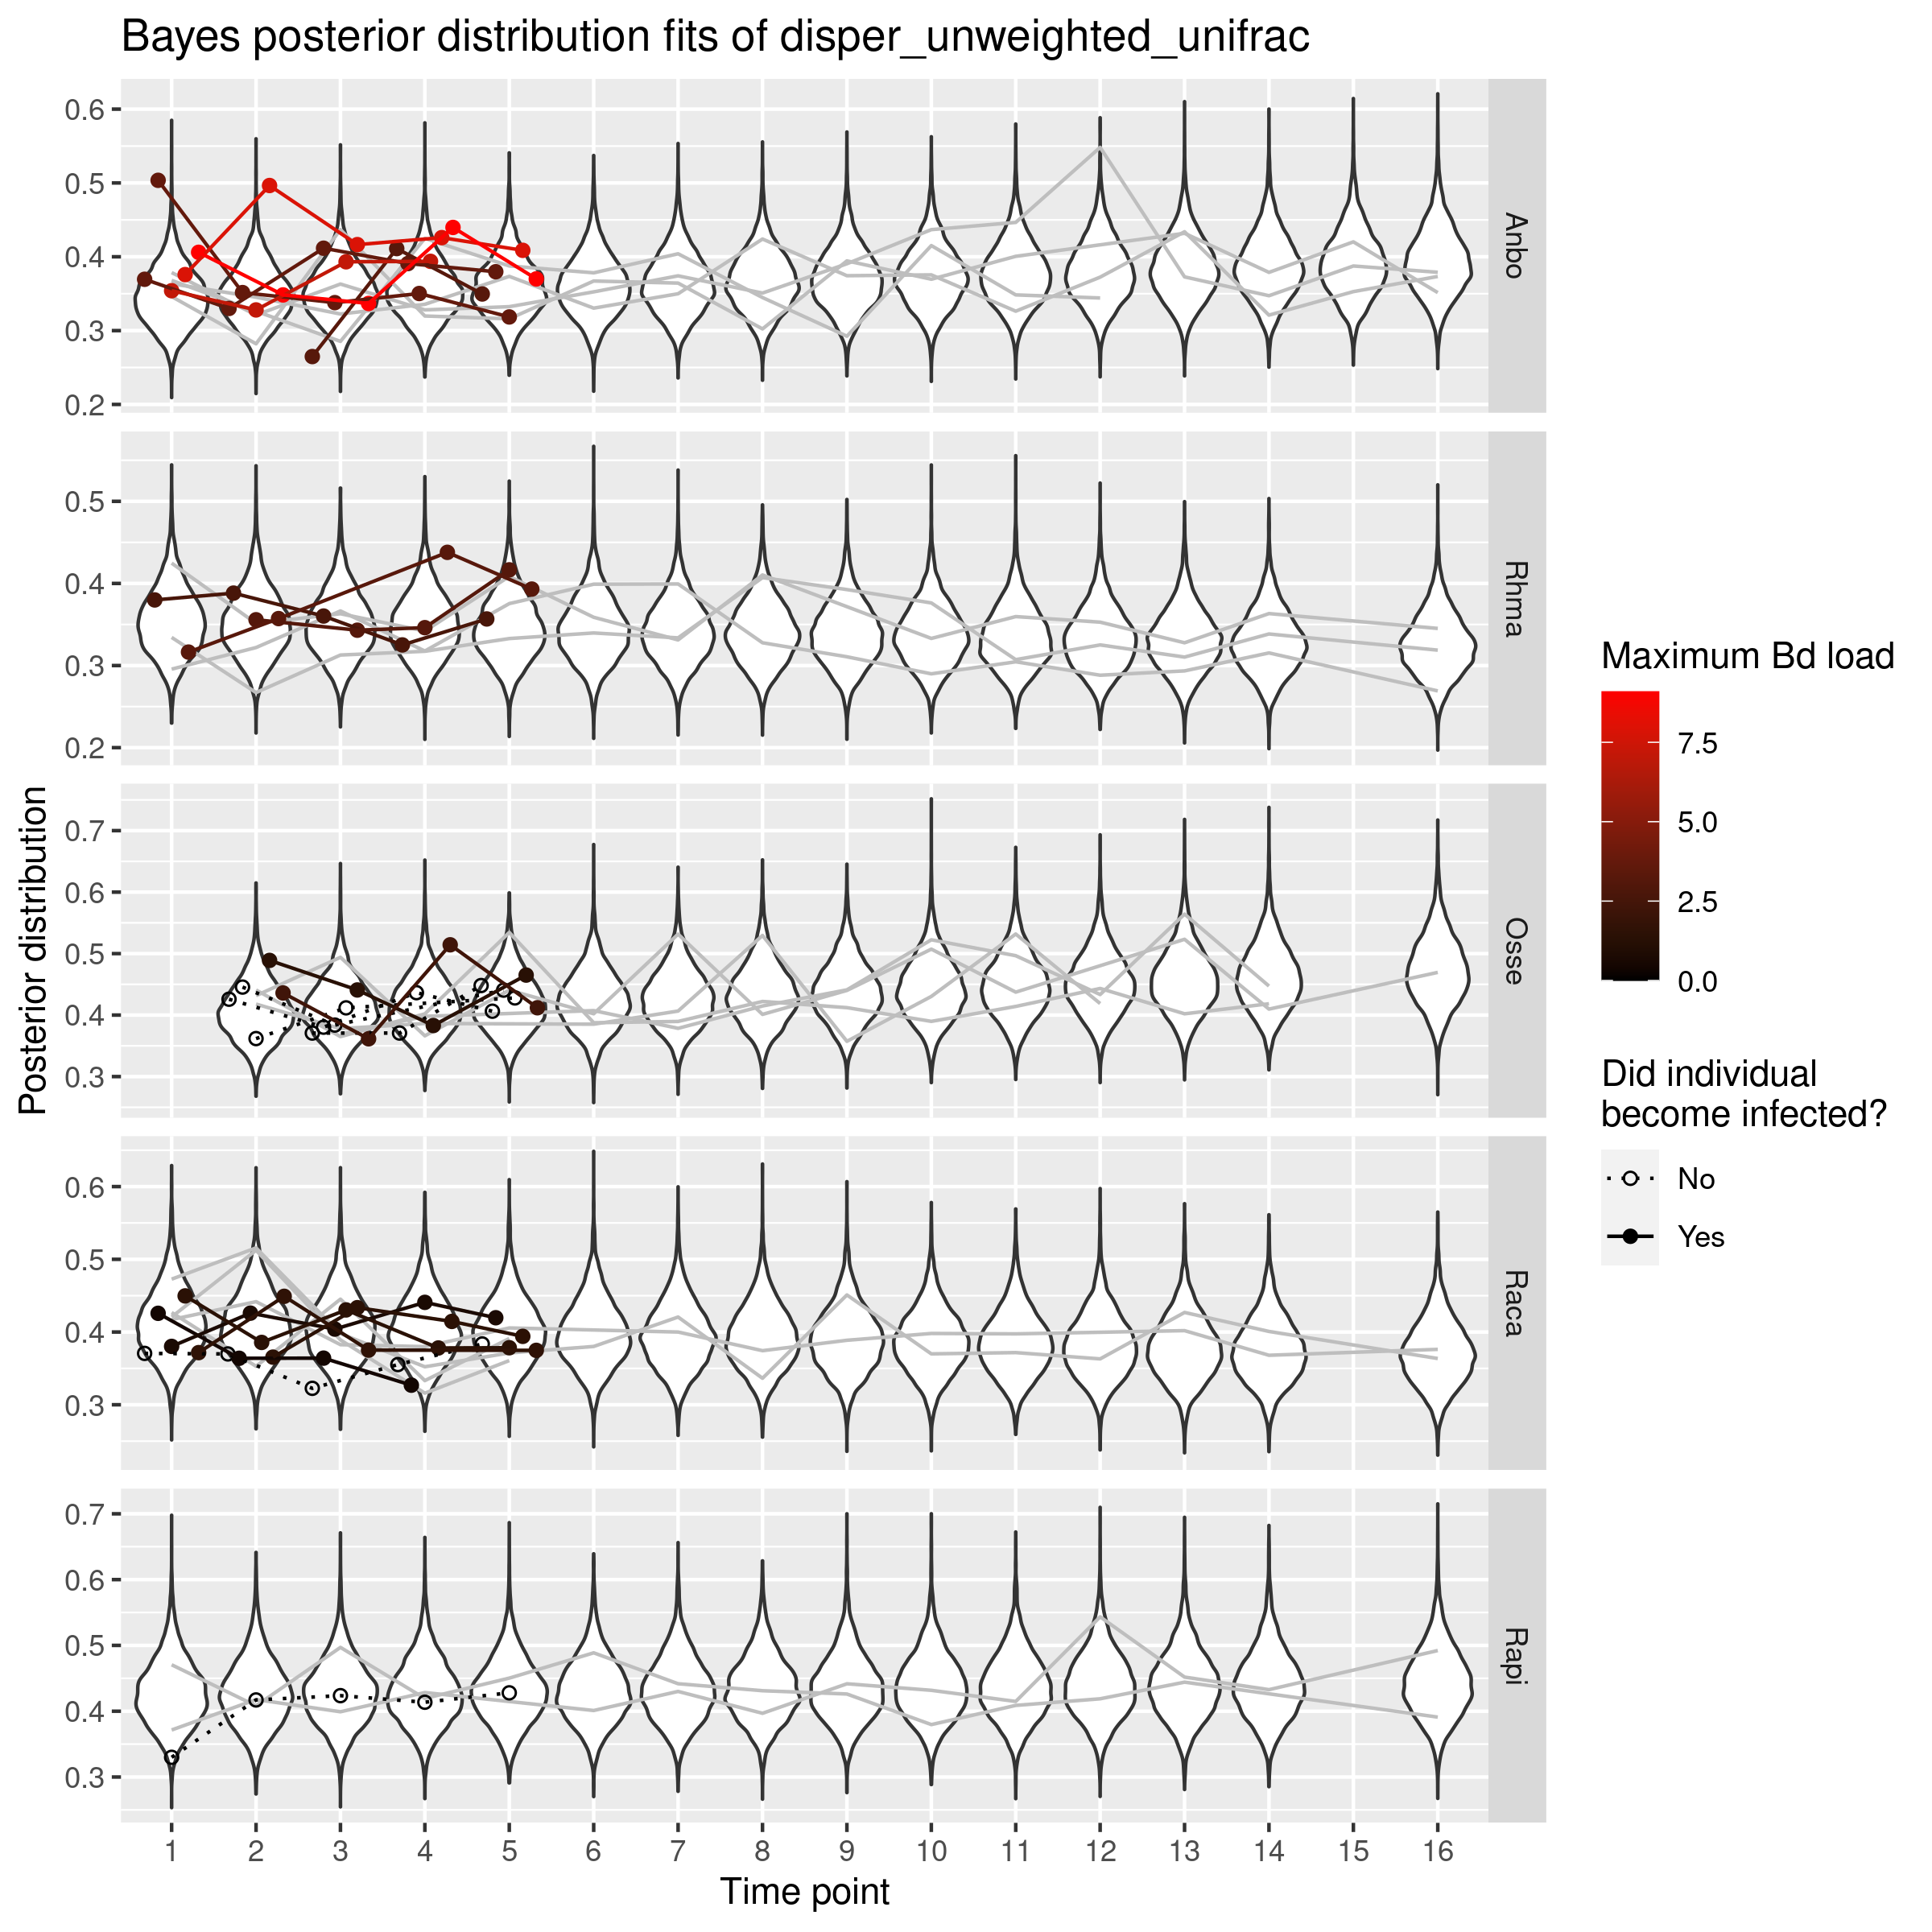 Bayes posterior distribution fits of disper_unweighted_unifrac
Posterior distribution
0.6
0.5
0.4
0.3
0.2
Anbo
0.5
0.4
0.3
0.2
Rhma
0.7
0.6
0.5
0.4
0.3
Osse
0.6
0.5
0.4
0.3
Raca
0.7
0.6
0.5
0.4
0.3
Rapi
1 2 3 4 5 6 7 8 9 10 11 12 13 14 15 16
Time point
Maximum Bd load
7.5
5.0
2.5
0.0
Did individual
become infected?
No
Yes